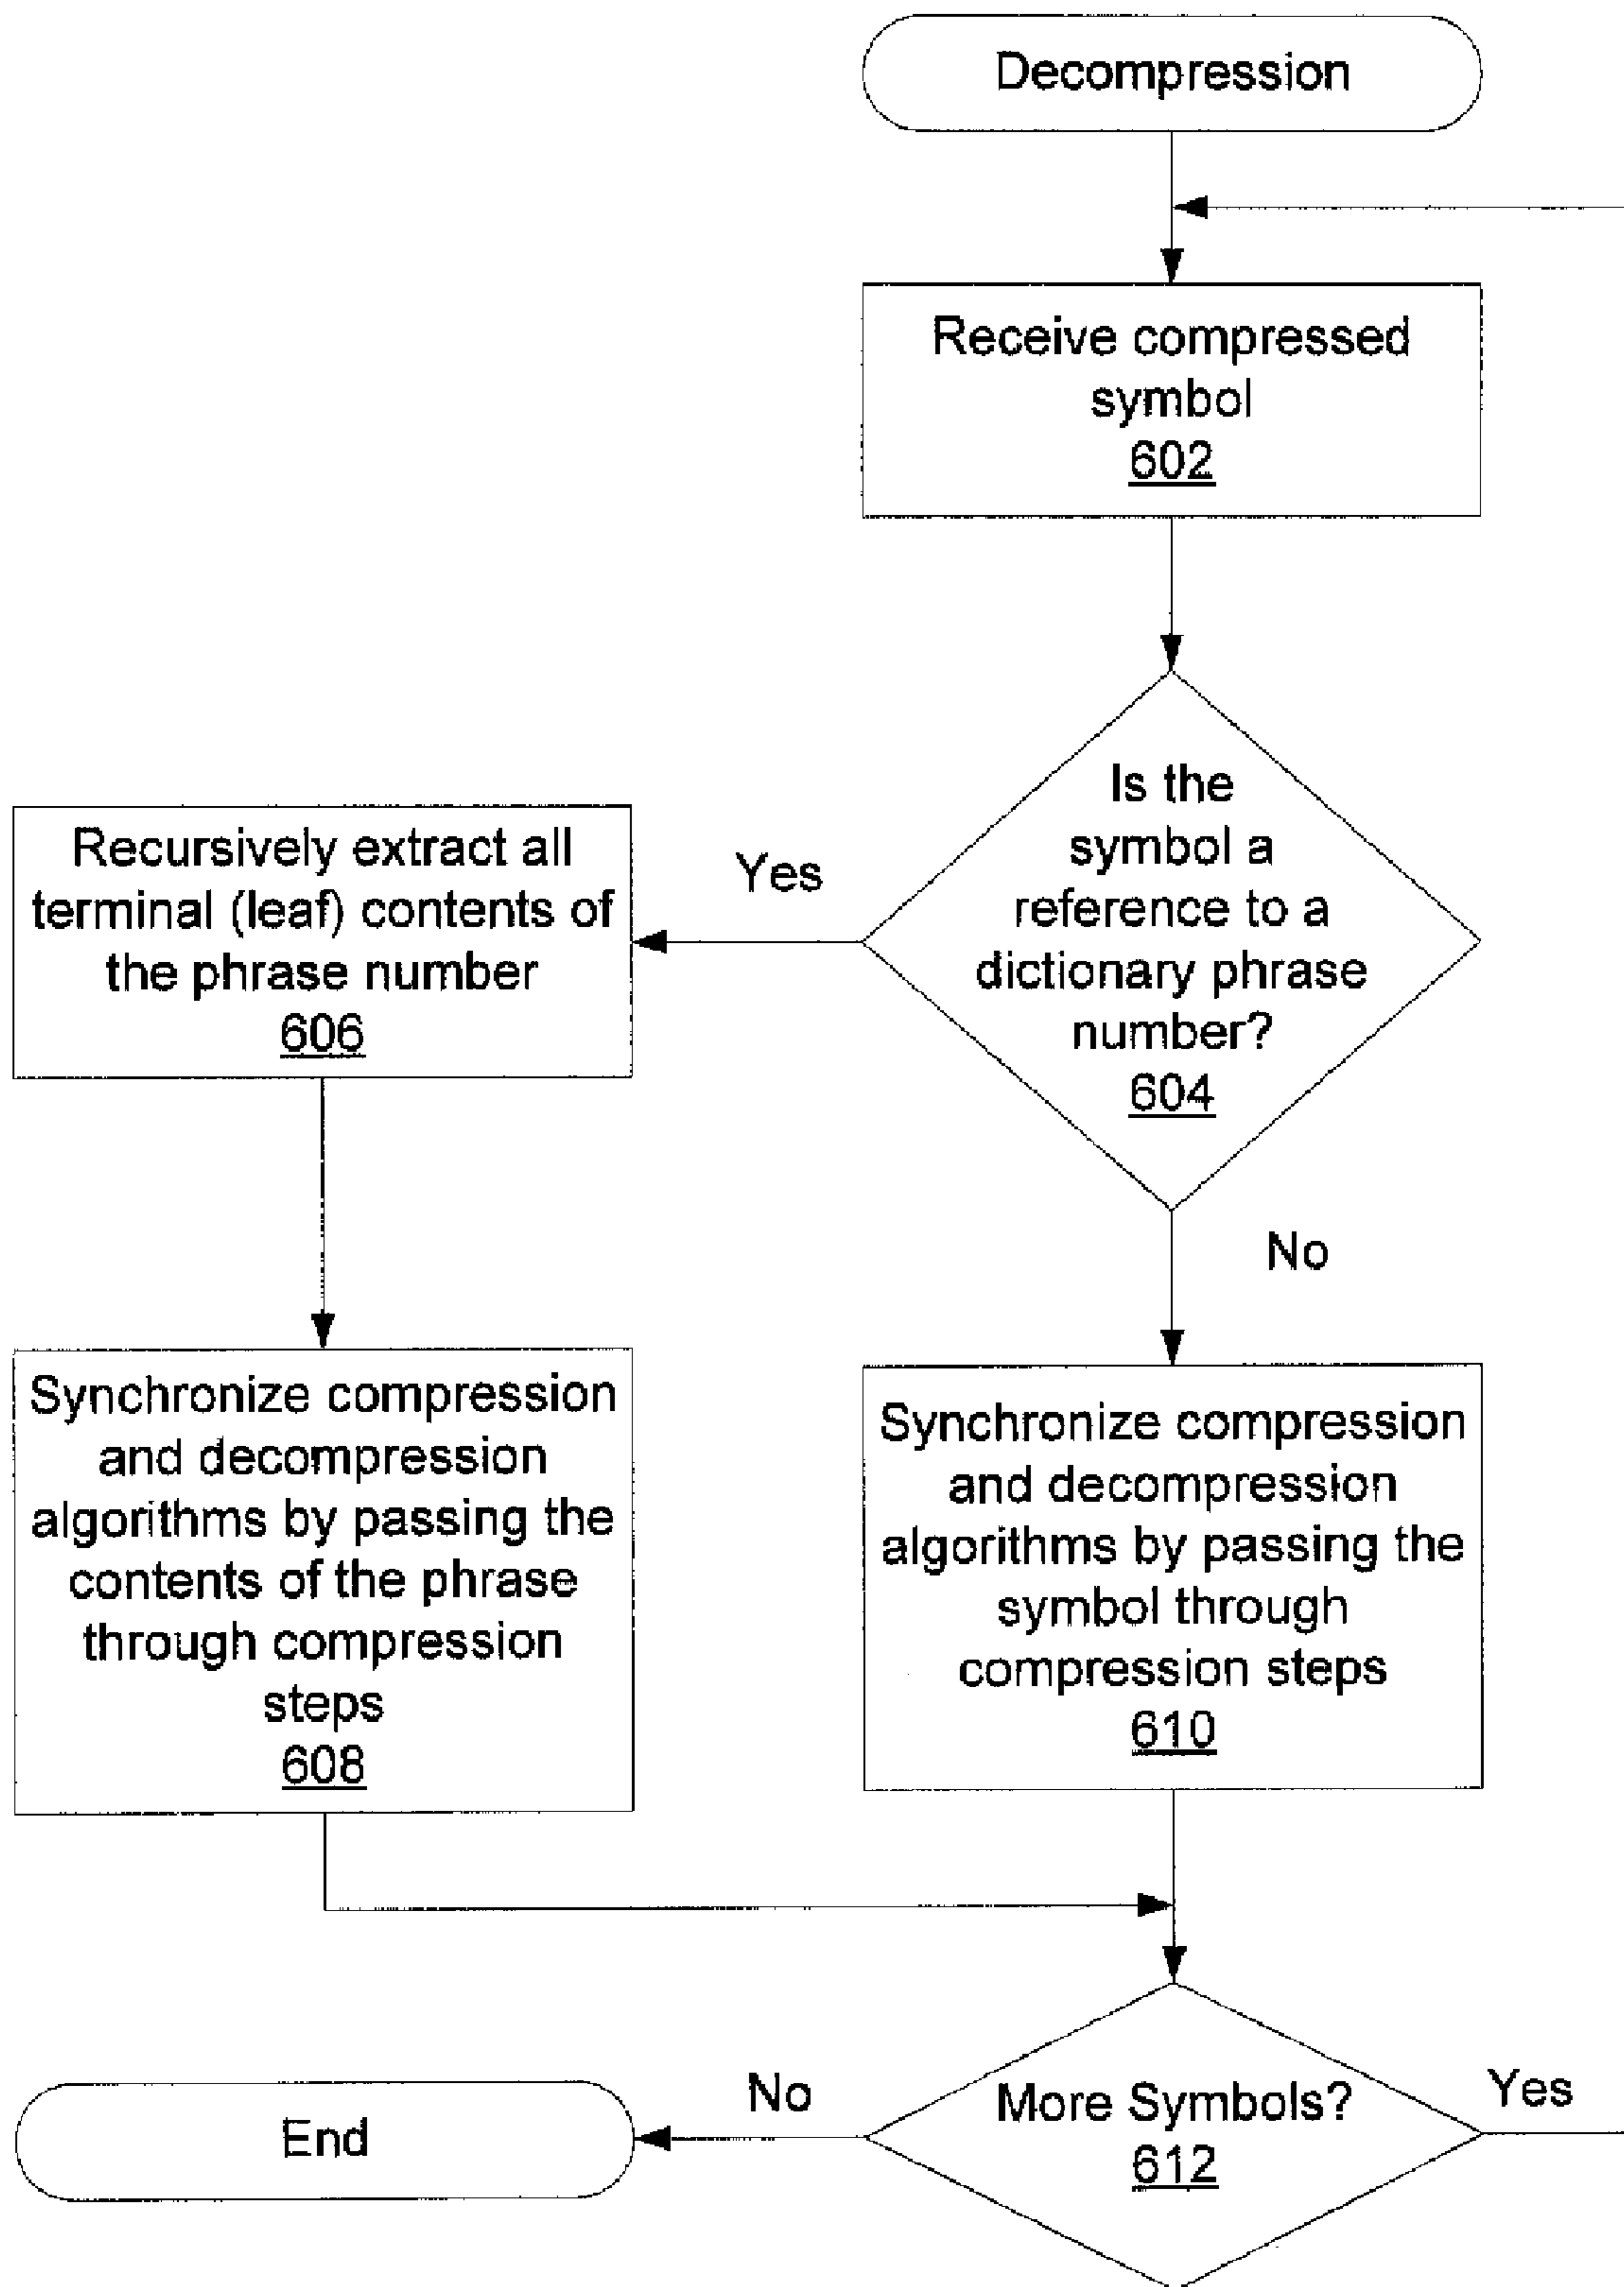 Decompression
Receive compressed
symbol
602
Is the
symbol a
reference to a
dictionary phrase
number?
604
Yes
Recursively extract all
terminal (leaf) contents of
the phrase number
606
No
Synchronize compression
and decompression
algorithms by passing the
contents of the phrase
through compression
steps
608
Synchronize compression
and decompression
algorithms by passing the
symbol through
compression steps
610
More Symbols?
612
No
Yes
End